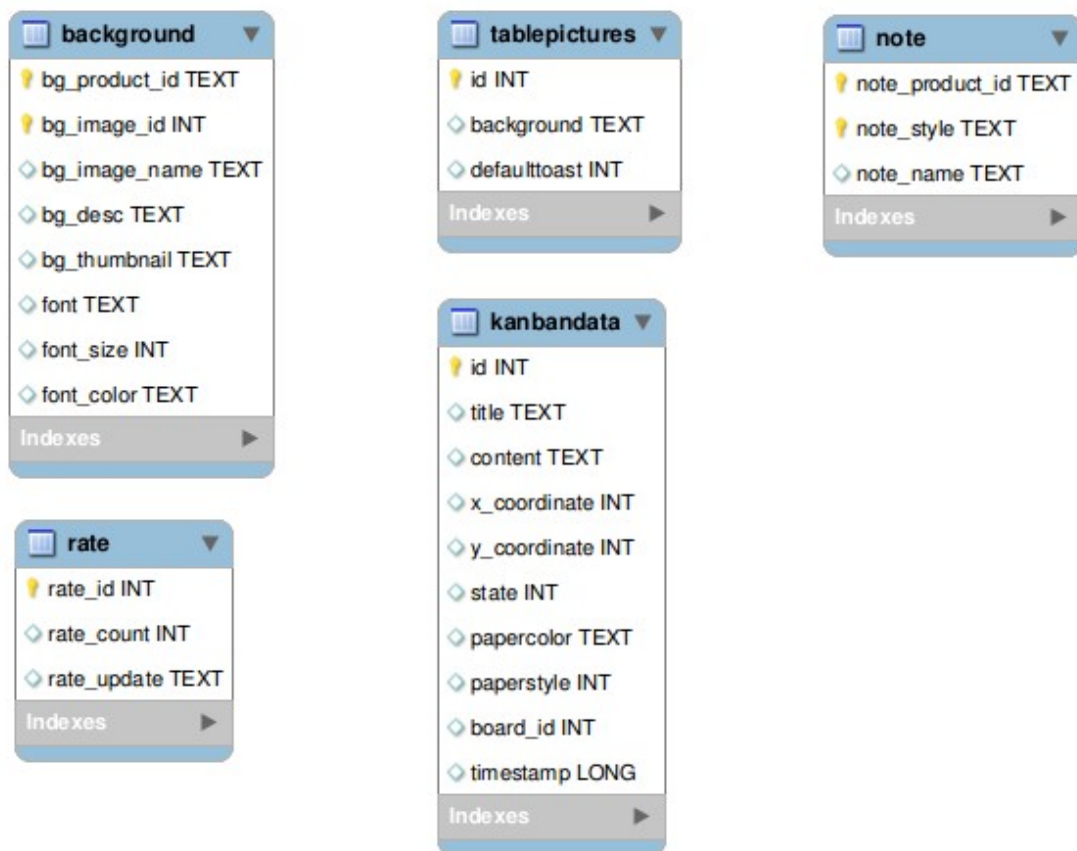 background
bg_product_id TEXT
bg_image_id INT
bg_image_name TEXT
bg_desc TEXT
bg_thumbnail TEXT
font TEXT
font_size INT
font_color TEXT
Indexes
rate
rate_id INT
rate_count INT
rate_update TEXT
Indexes
tablepictures
id INT
background TEXT
defaulttoast INT
Indexes
kanbandata
id INT
title TEXT
content TEXT
x_coordinate INT
y_coordinate INT
state INT
papercolor TEXT
paperstyle INT
board_id INT
timestamp LONG
Indexes
note
note_product_id TEXT
note_style TEXT
note_name TEXT
Indexes